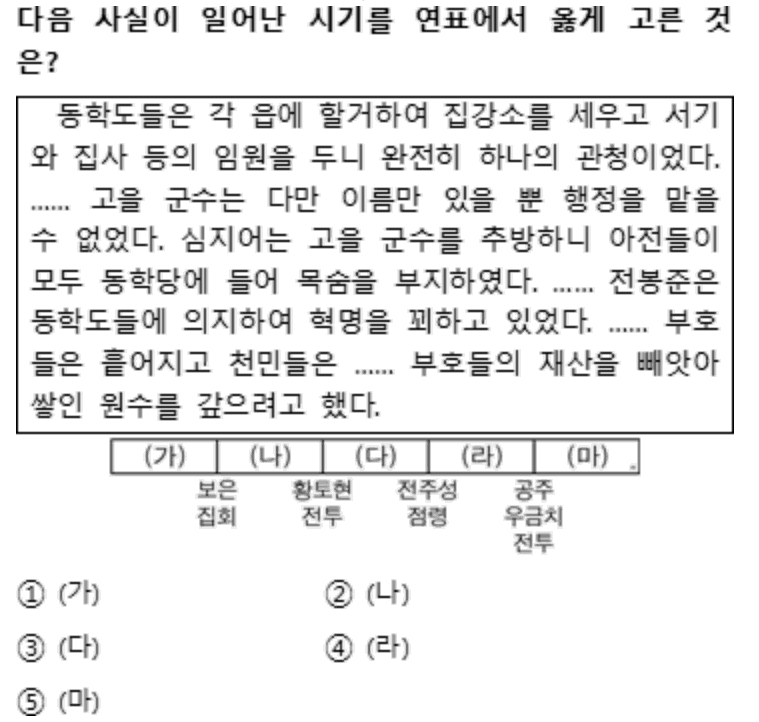 다음 사실이 일어난 시기를 연표에서 옳게 고른 것
은?
동학도들은 각 읍에 할거하여 집강소를 세우고 서기
와 집사 등의 임원을 두니 완전히 하나의 관청이었다.
...... 고을 군수는 다만 이름만 있을 뿐 행정을 맡을
수 없었다. 심지어는 고을 군수를 추방하니 아전들이
모두 동학당에 들어 목숨을 부지하였다. ...... 전봉준은
동학도들에 의지하여 혁명을 꾀하고 있었다. ...... 부호
들은 흩어지고 천민들은 ...... 부호들의 재산을 빼앗아
쌓인 원수를 갚으려고 했다.
(가) (나) (다) (라) (마)
보은 황토현 전주성 공주
집회 전투 점령 우금치
전투
① (가) ② (나)
③ (다) ④ (라)
⑤ (마)